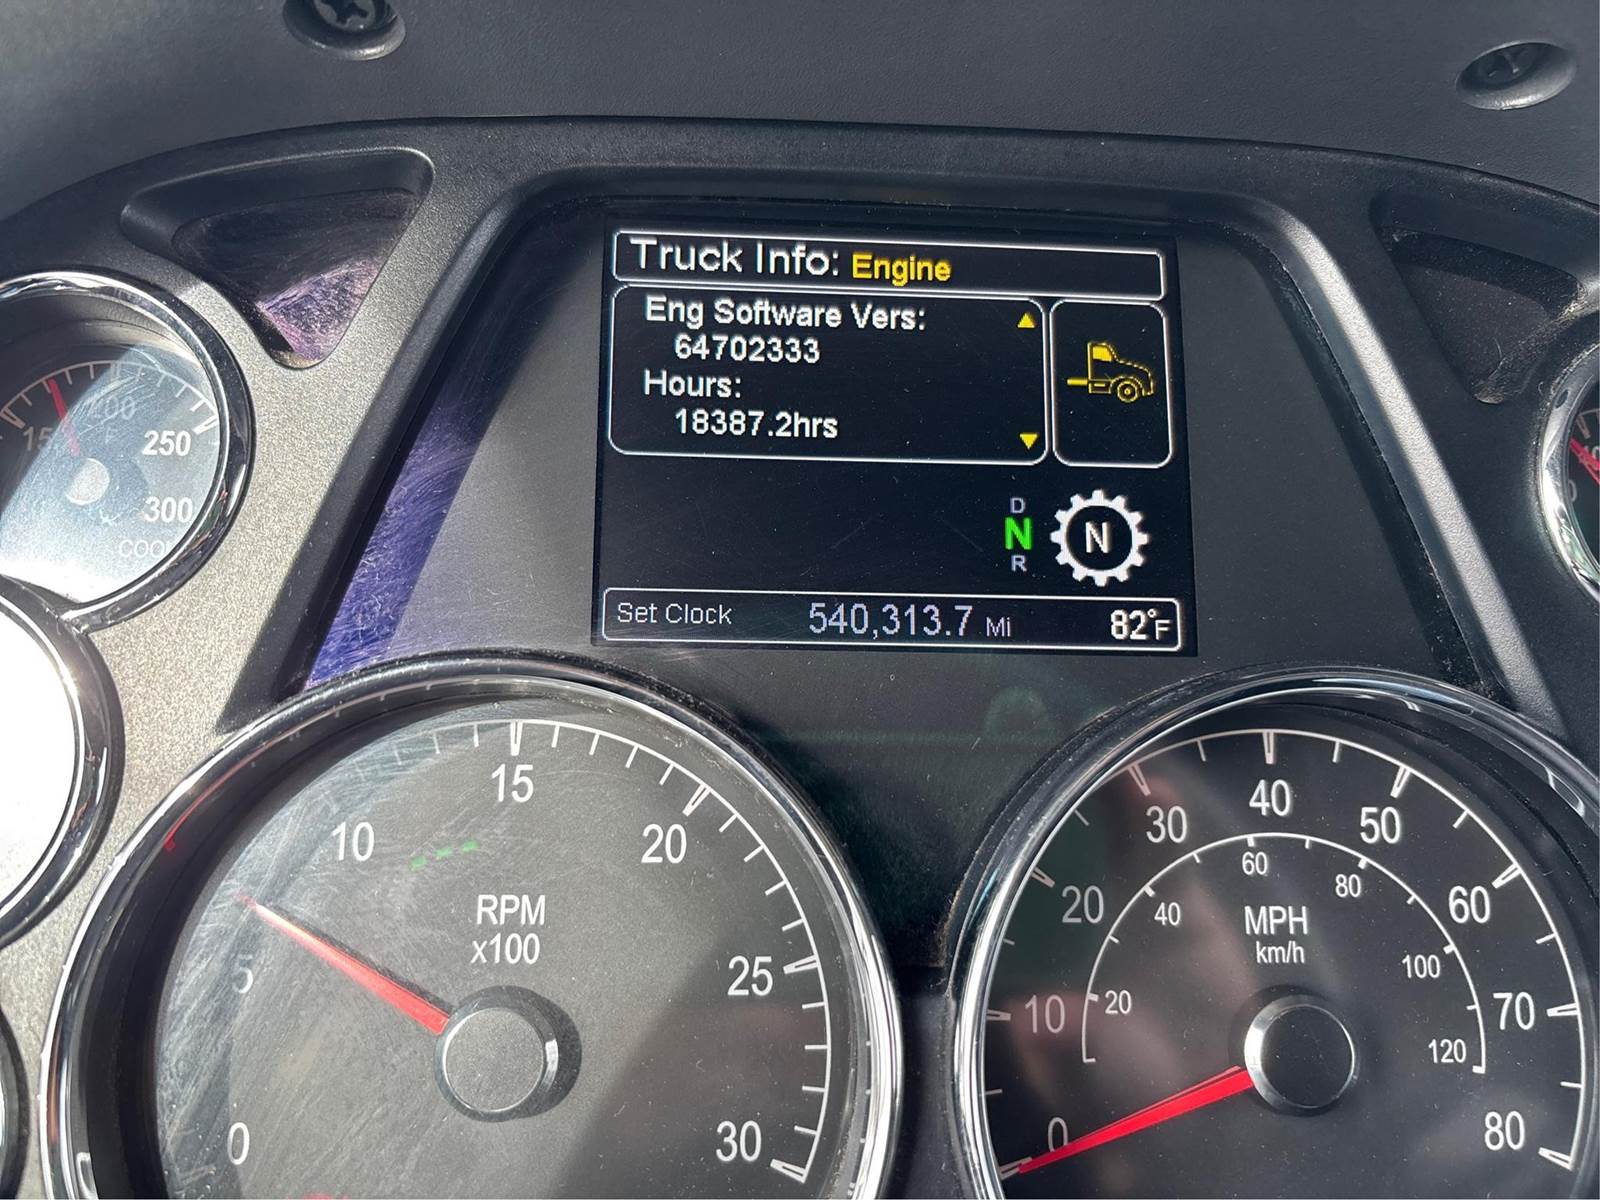 Truck Info: Engine
Eng Software Vers:
64702333
Hours:
18387.2hrs
D
N
R
N
Set Clock 540,313.7 Mi 82°F
200
250
300
0
5
10
15
20
25
30
RPM
x100
0
10
20
30
40
50
60
70
80
MPH
km/h
20
40
60
80
100
120